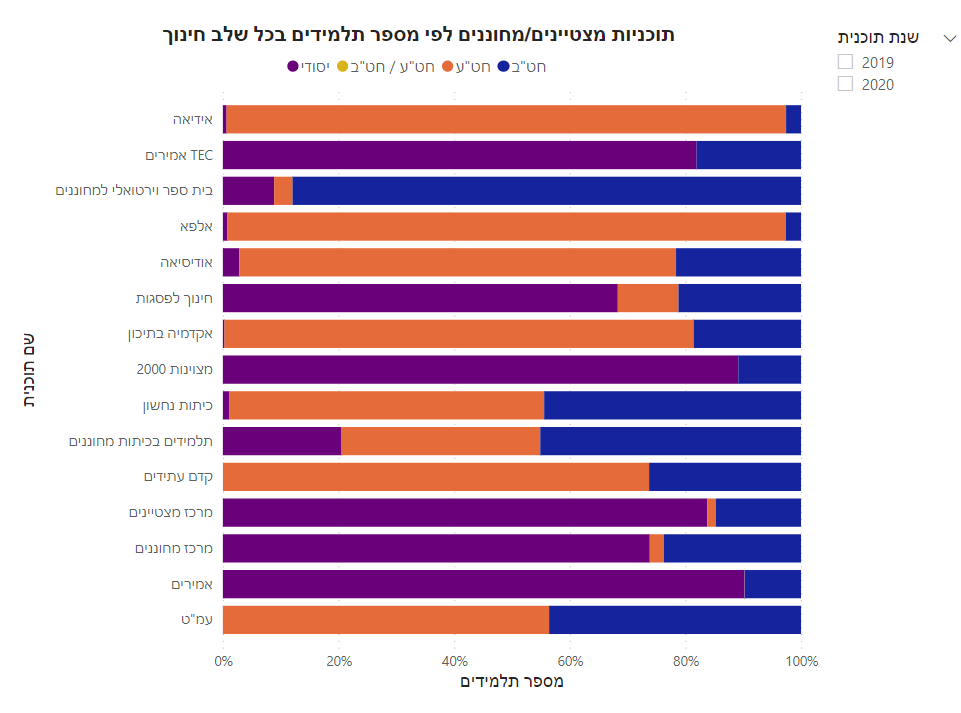 תוכניות מצטיינים/מחוננים לפי מספר תלמידים בכל שלב חינוך
יסודי חט"ע / חט"ב חט"ע חט"ב
שנת תוכנית
2019
2020
שם תוכנית
אידיאה
TEC אמירים
בית ספר וירטואלי למחוננים
אלפא
אודיסיאה
חינוך לפסגות
אקדמיה בתיכון
מצוינות 2000
כיתות נחשון
תלמידים בכיתות מחוננים
קדם עתידים
מרכז מצטיינים
מרכז מחוננים
אמירים
עמ"ט
0% 20% 40% 60% 80% 100%
מספר תלמידים